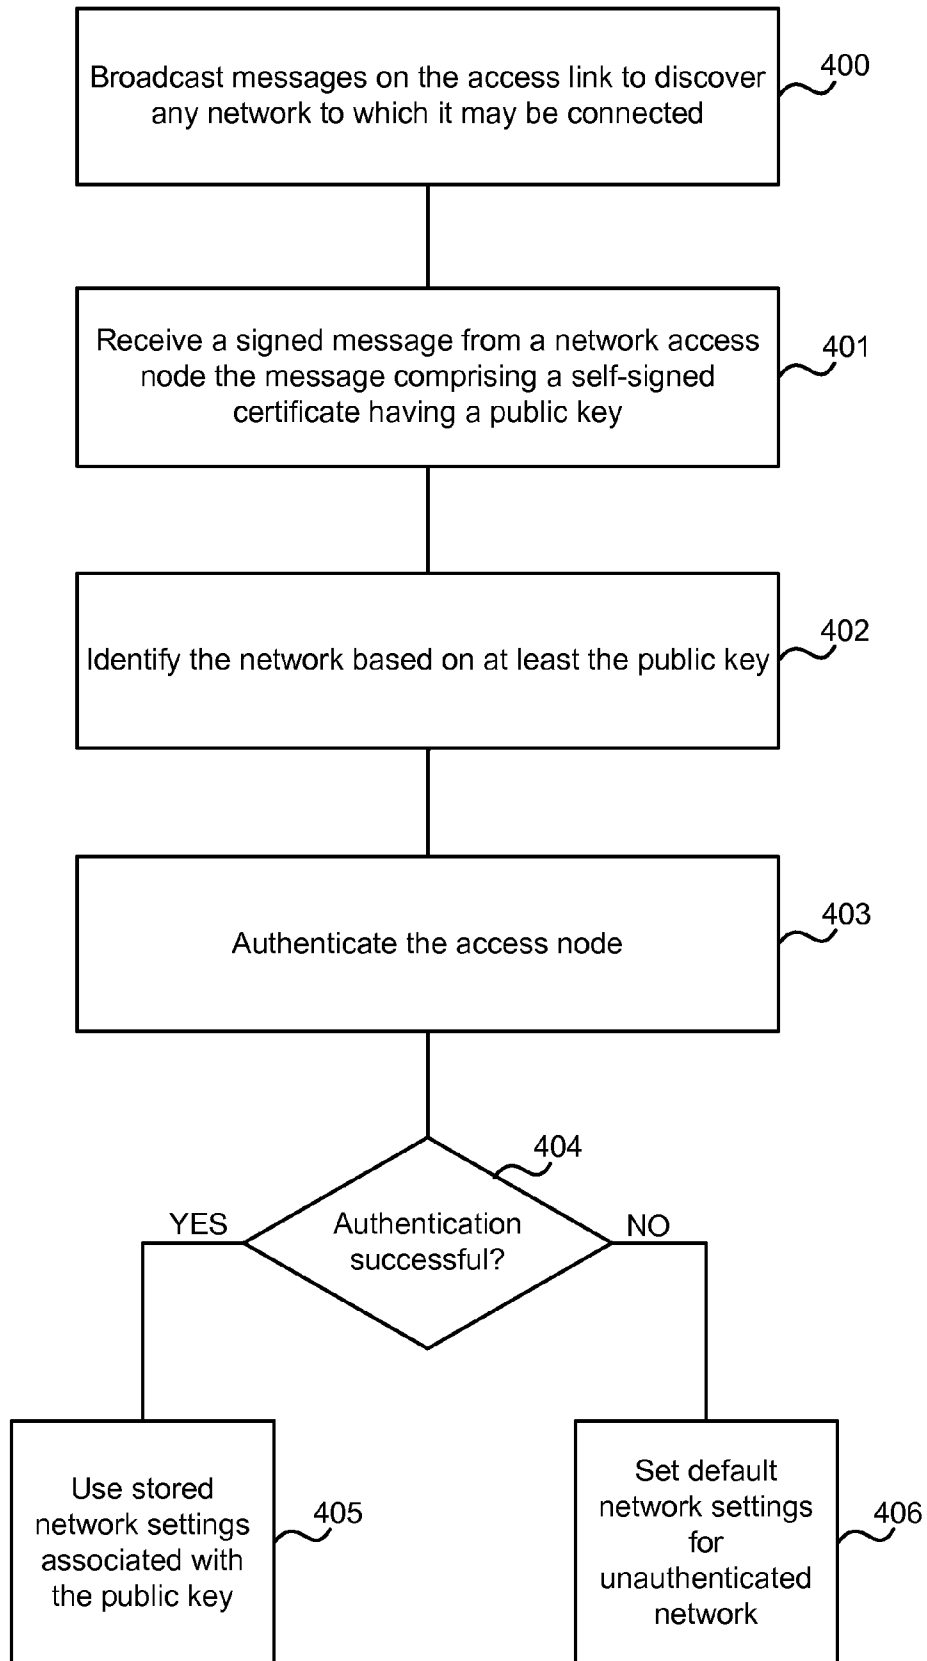 Broadcast messages on the access link to discover
any network to which it may be connected
400
Receive a signed message from a network access
node the message comprising a self-signed
certificate having a public key
401
Identify the network based on at least the public key
402
Authenticate the access node
403
404
Authentication
successful?
YES
NO
Use stored
network settings
associated with
the public key
405
Set default
network settings
for
unauthenticated
network
406